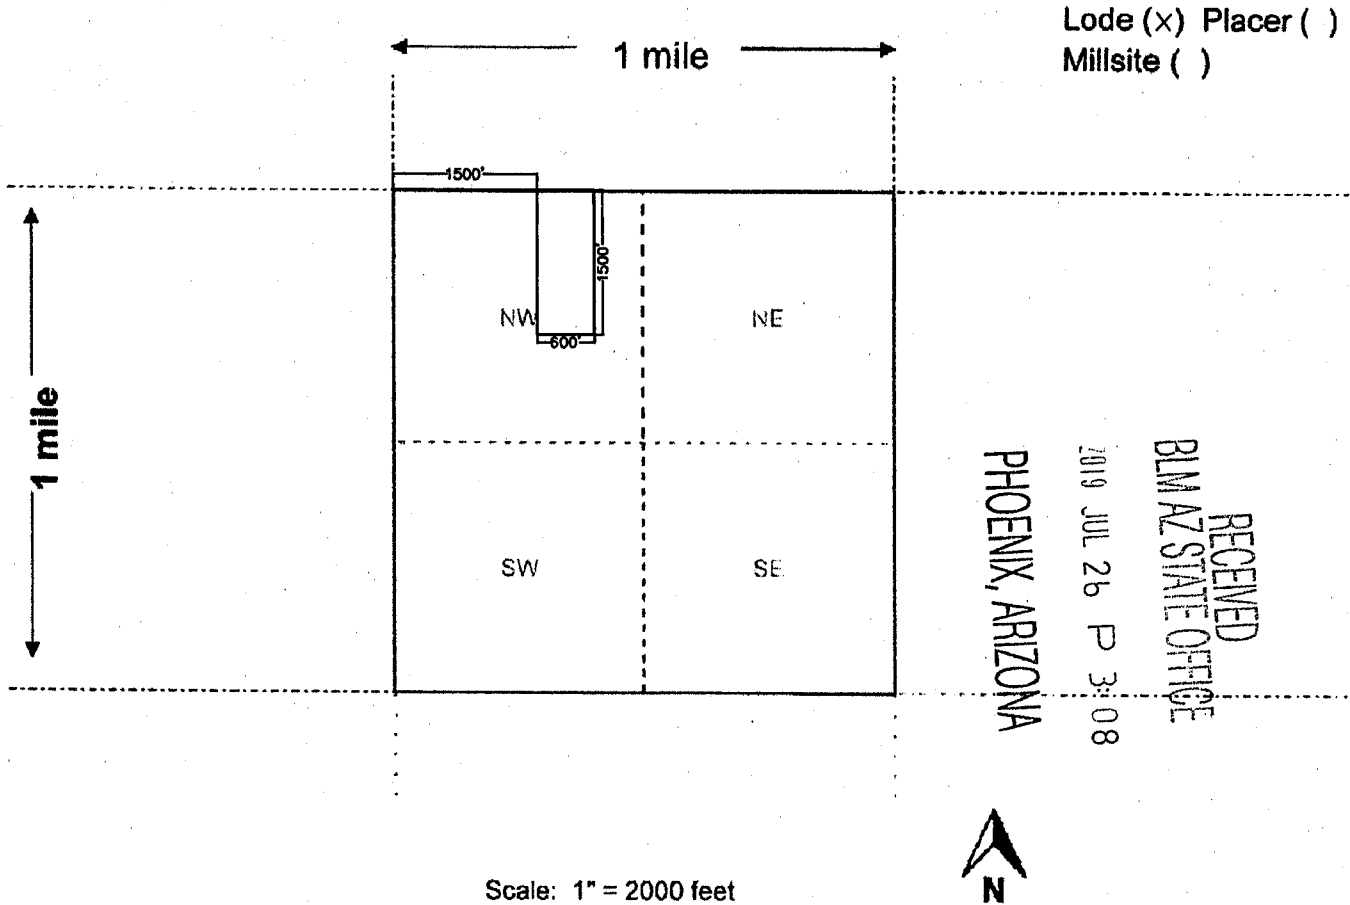 Lode (x) Placer ( )
Millsite ( )
1 mile
1500'
1 mile
1500'
600'
NW
NE
SW
SE
RECEIVED
BLM AZ STATE OFFICE
2019 JUL 26 P 3:08
PHOENIX, ARIZONA
N
Scale: 1" = 2000 feet